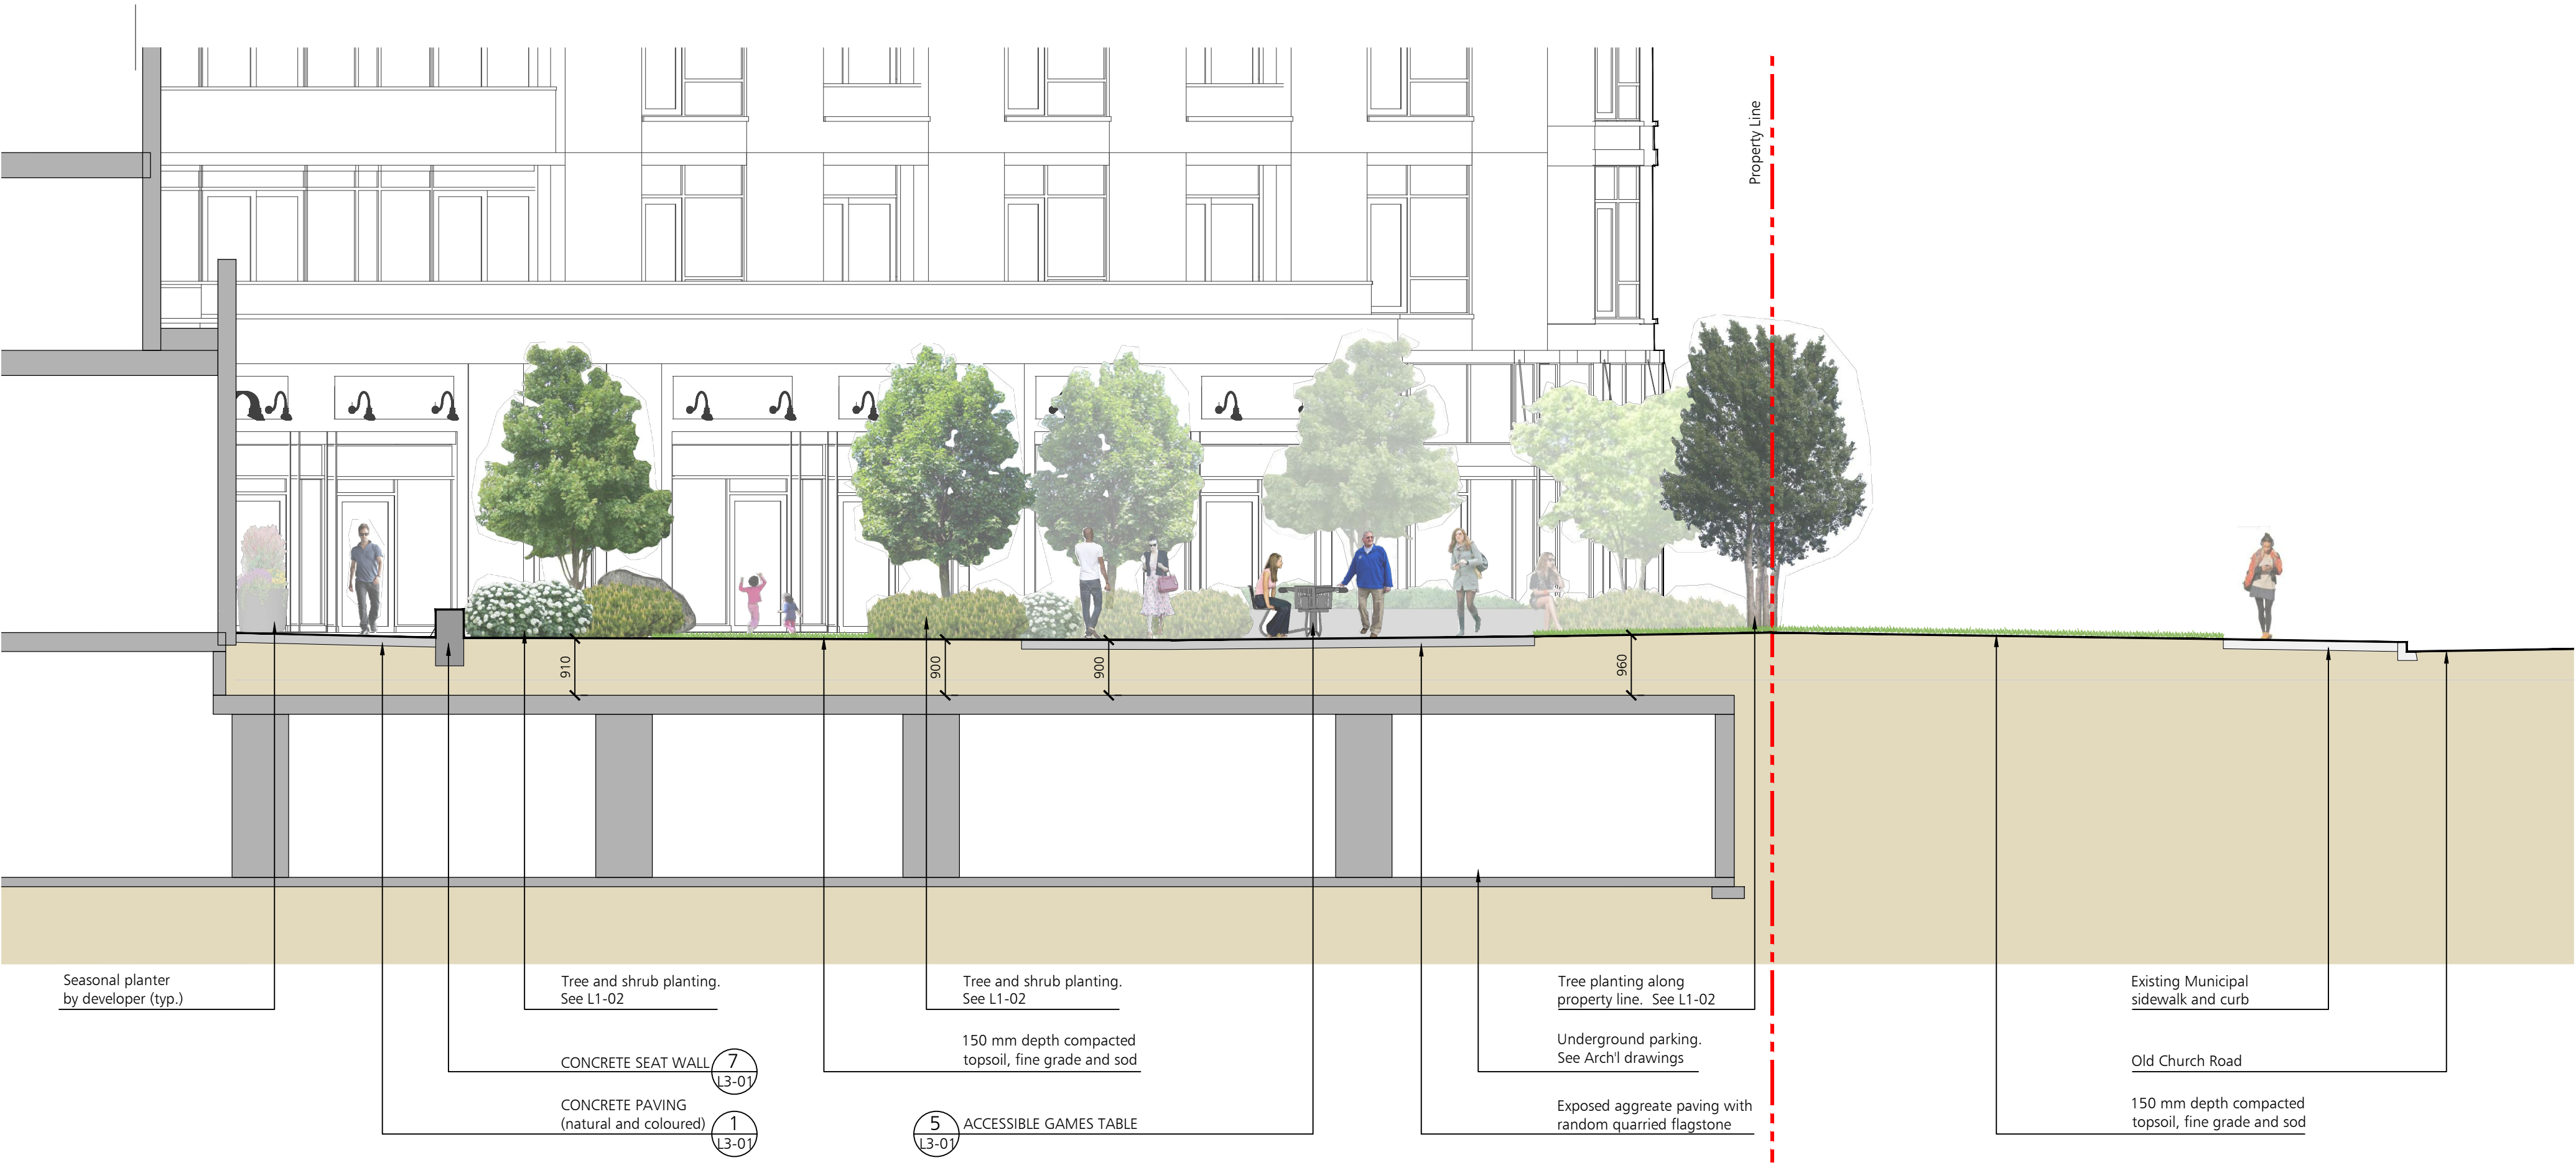 Property Line
910
900
900
960
Seasonal planter
by developer (typ.)
Tree and shrub planting.
See L1-02
CONCRETE SEAT WALL
7
L3-01
CONCRETE PAVING
(natural and coloured)
1
L3-01
Tree and shrub planting.
See L1-02
150 mm depth compacted
topsoil, fine grade and sod
5
L3-01
ACCESSIBLE GAMES TABLE
Tree planting along
property line. See L1-02
Underground parking.
See Arch'l drawings
Exposed aggreate paving with
random quarried flagstone
Existing Municipal
sidewalk and curb
Old Church Road
150 mm depth compacted
topsoil, fine grade and sod